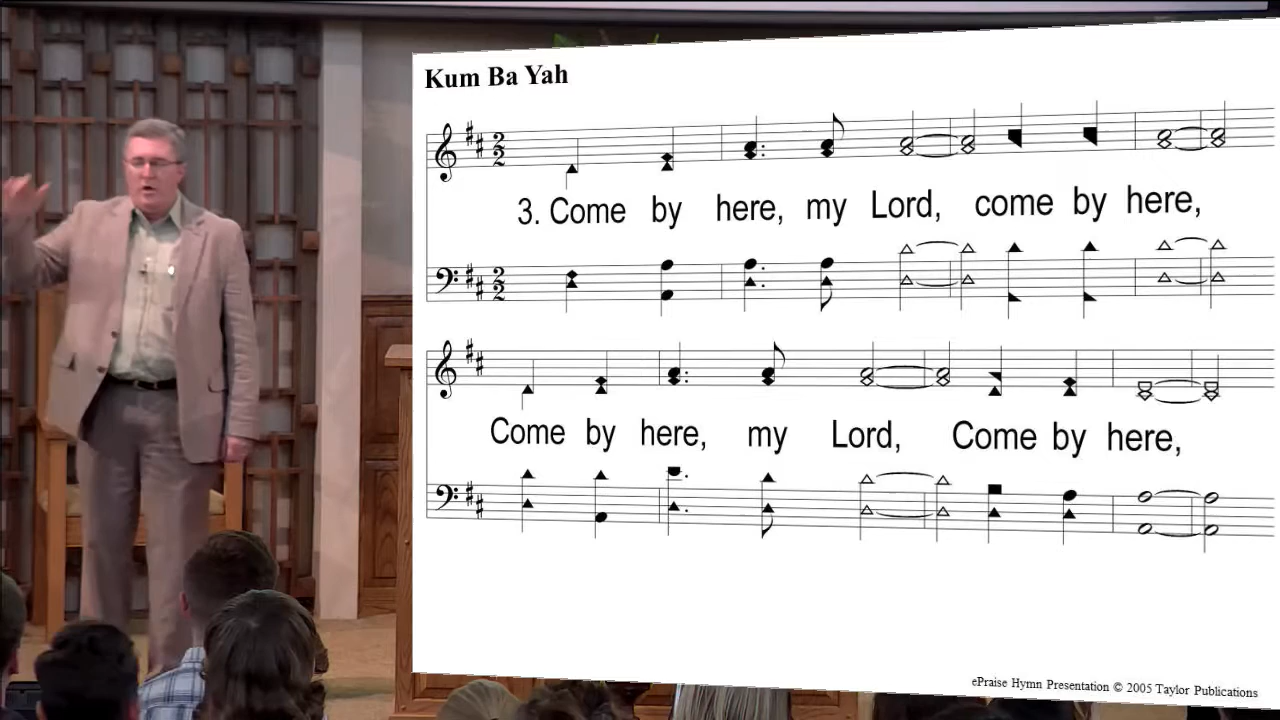 Kum Ba Yah
3. Come by here, my Lord, come by here,
Come by here, my Lord, Come by here,
ePraise Hymn Presentation © 2005 Taylor Publications